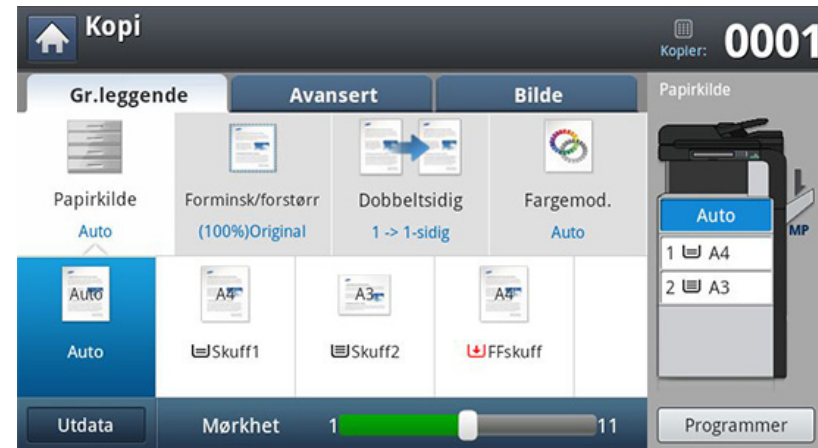 Kopi
Kopier: 0001
Gr.leggende Avansert Bilde
Papirkilde
Papirkilde Forminsk/forstørr Dobbeltsidig Fargemod.
Auto (100%)Original 1 -> 1-sidig Auto
Auto
MP
1 A4
2 A3
Auto A4 A3 A4
Auto Skuff1 Skuff2 FFskuff
Utdata Mørkhet 1 11 Programmer